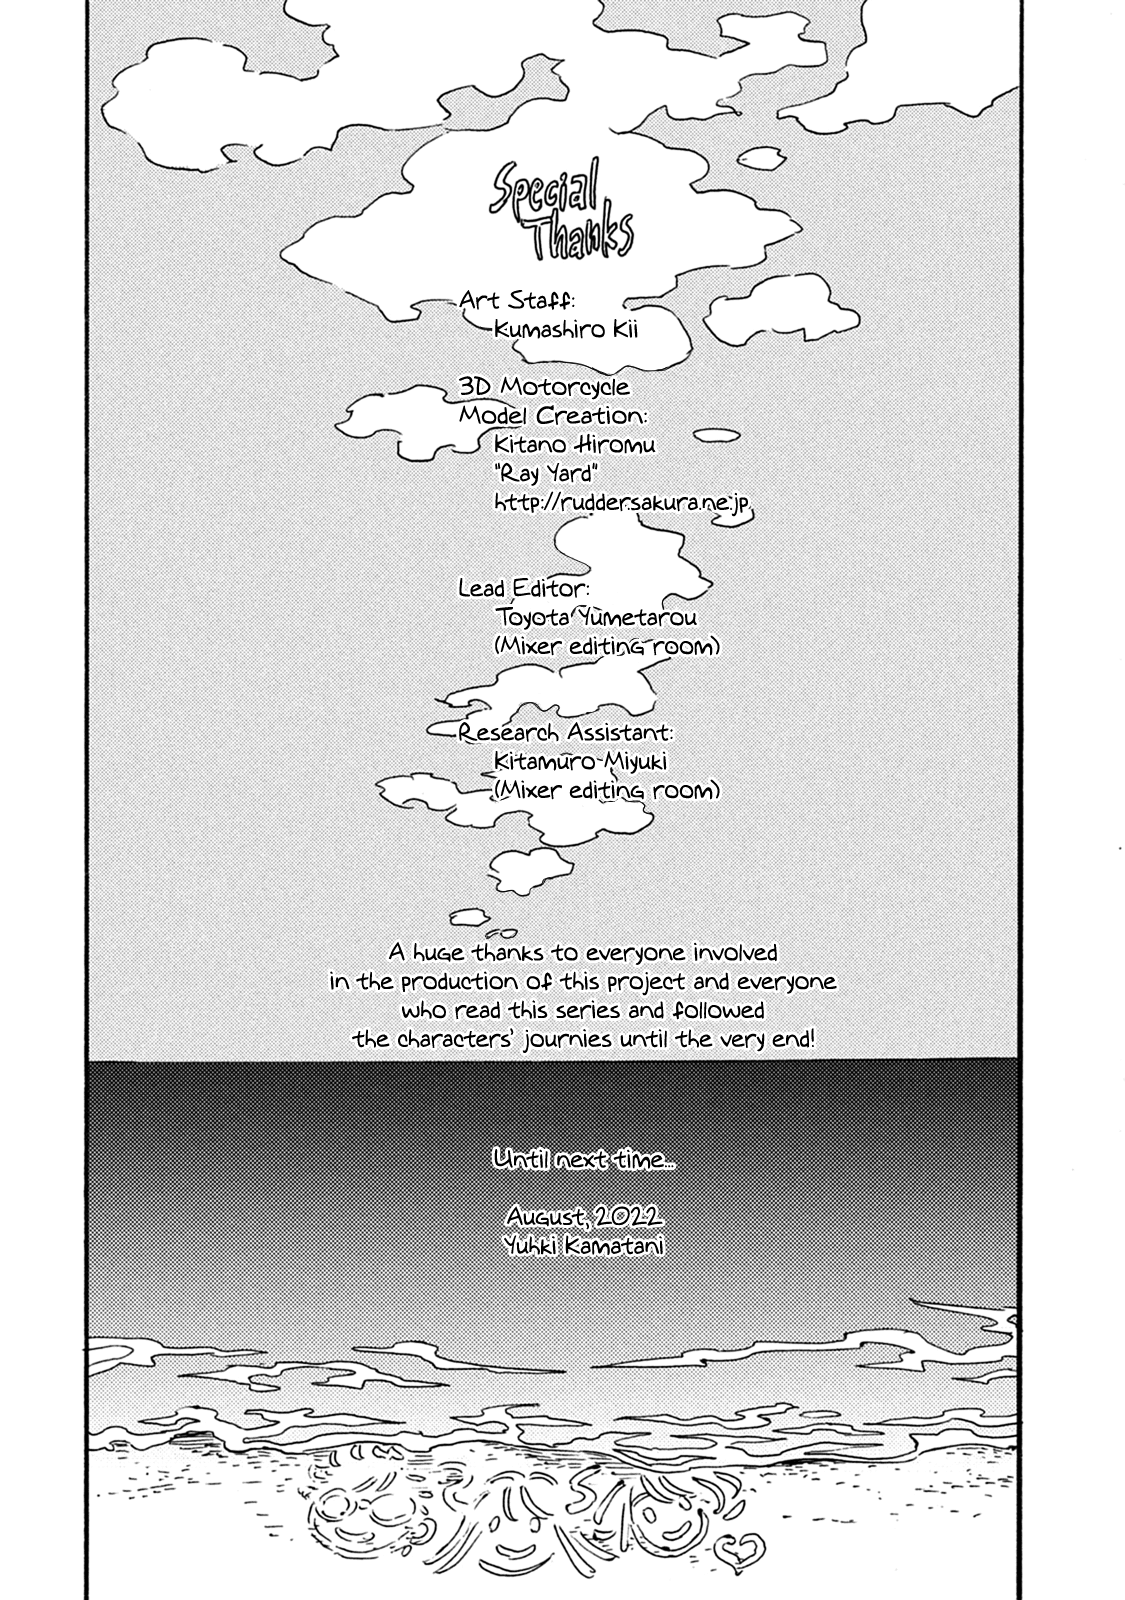 Special
Thanks
Art Staff:
Kumashiro Kii
3D Motorcycle
Model Creation:
Kitano Hiromu
"Ray Yard"
http://rudder.sakura.ne.jp
Lead Editor:
Toyota Yumetarou
(Mixer editing room)
Research Assistant:
Kitamuro Miyuki
(Mixer editing room)
A huge thanks to everyone involved
in the production of this project and everyone
who read this series and followed
the characters' journies until the very end!
Until next time...
August, 2022
Yuhki Kamatani